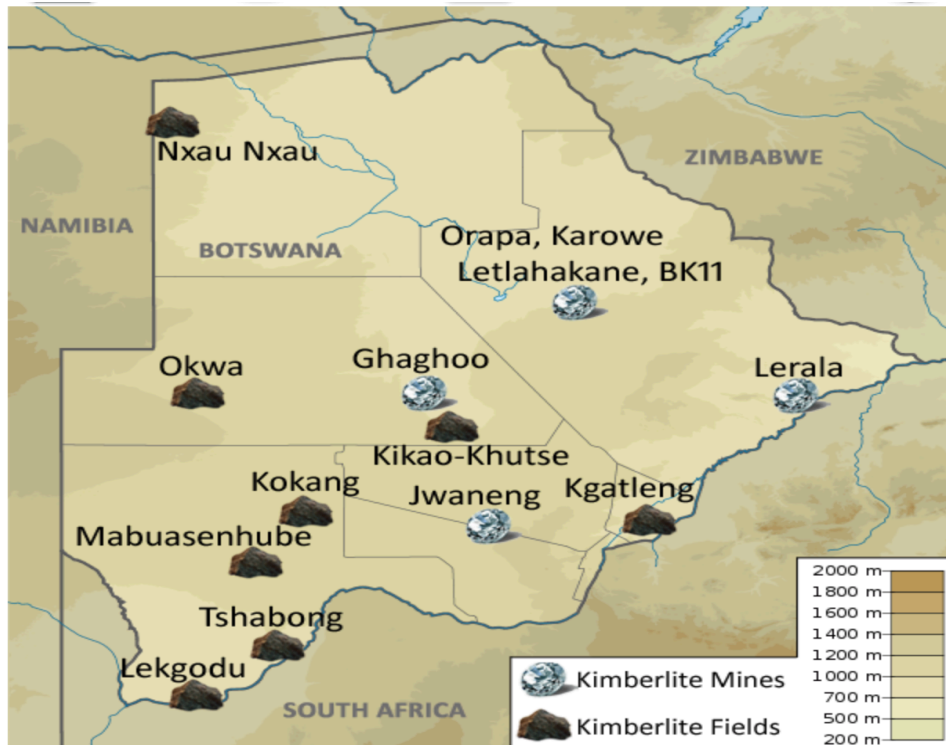 Nxau Nxau
ZIMBABWE
NAMIBIA
BOTSWANA
Orapa, Karowe
Letlahakane, BK11
Okwa
Ghaghoo
Lerala
Kikao-Khutse
Kokang
Jwaneng
Kgatleng
Mabuasenhube
Tshabong
Lekgodu
SOUTH AFRICA
2000 m
1800 m
1600 m
1400 m
1200 m
1000 m
700 m
500 m
200 m
Kimberlite Mines
Kimberlite Fields